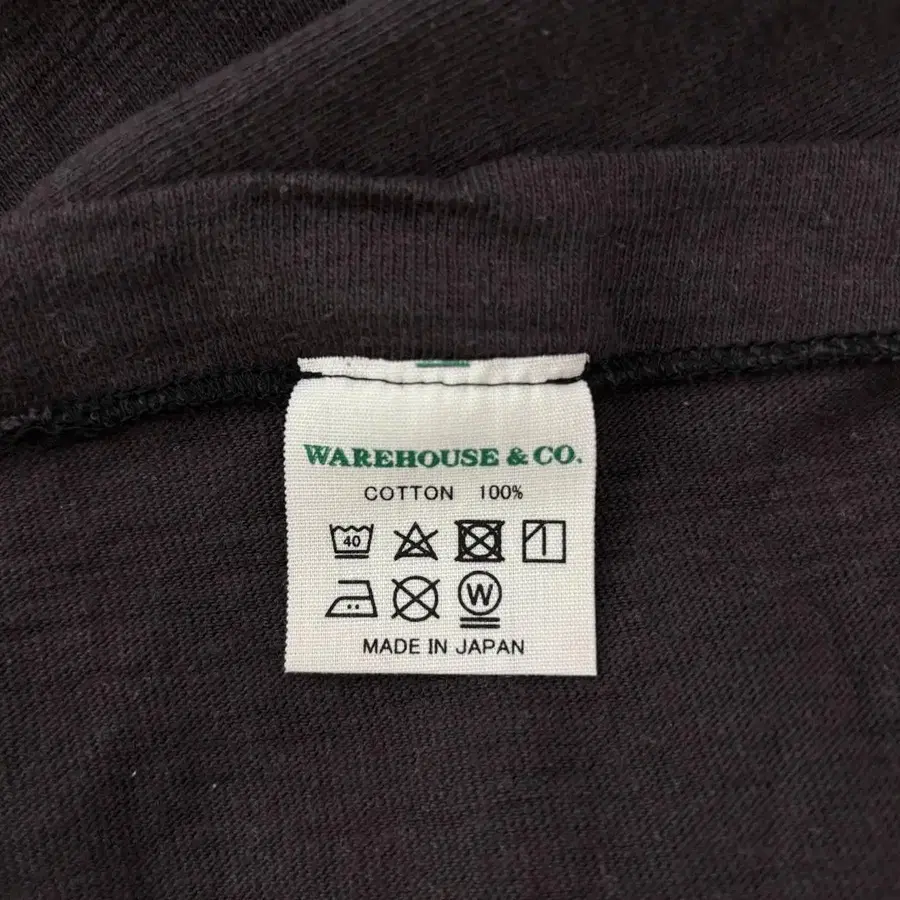 WAREHOUSE & CO.
COTTON 100%
40
W
MADE IN JAPAN